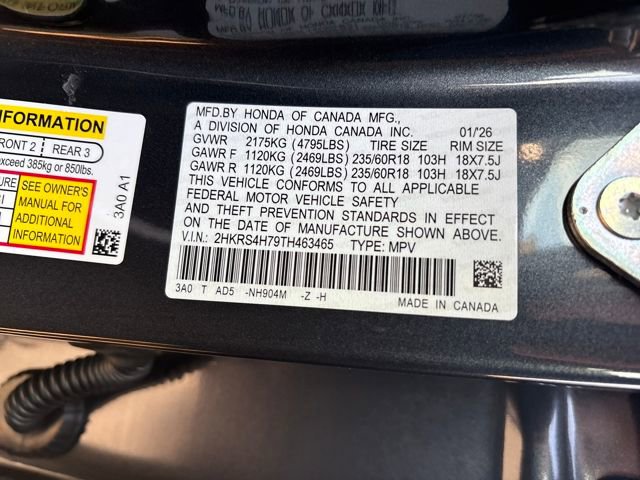 MFD.BY HONDA OF CANADA MFG.,
A DIVISION OF HONDA CANADA INC. 01/26
GVWR 2175KG (4795LBS) TIRE SIZE RIM SIZE
GAWR F 1120KG (2469LBS) 235/60R18 103H 18X7.5J
GAWR R 1120KG (2469LBS) 235/60R18 103H 18X7.5J
THIS VEHICLE CONFORMS TO ALL APPLICABLE
FEDERAL MOTOR VEHICLE SAFETY
AND THEFT PREVENTION STANDARDS IN EFFECT
ON THE DATE OF MANUFACTURE SHOWN ABOVE.
V.I.N.: 2HKRS4H79TH463465 TYPE: MPV
3A0 T AD5 -NH904M -Z -H
MADE IN CANADA
INFORMATION
FRONT 2 REAR 3
exceed 385kg or 850lbs.
SEE OWNER'S
MANUAL FOR
ADDITIONAL
INFORMATION
3A0 A1